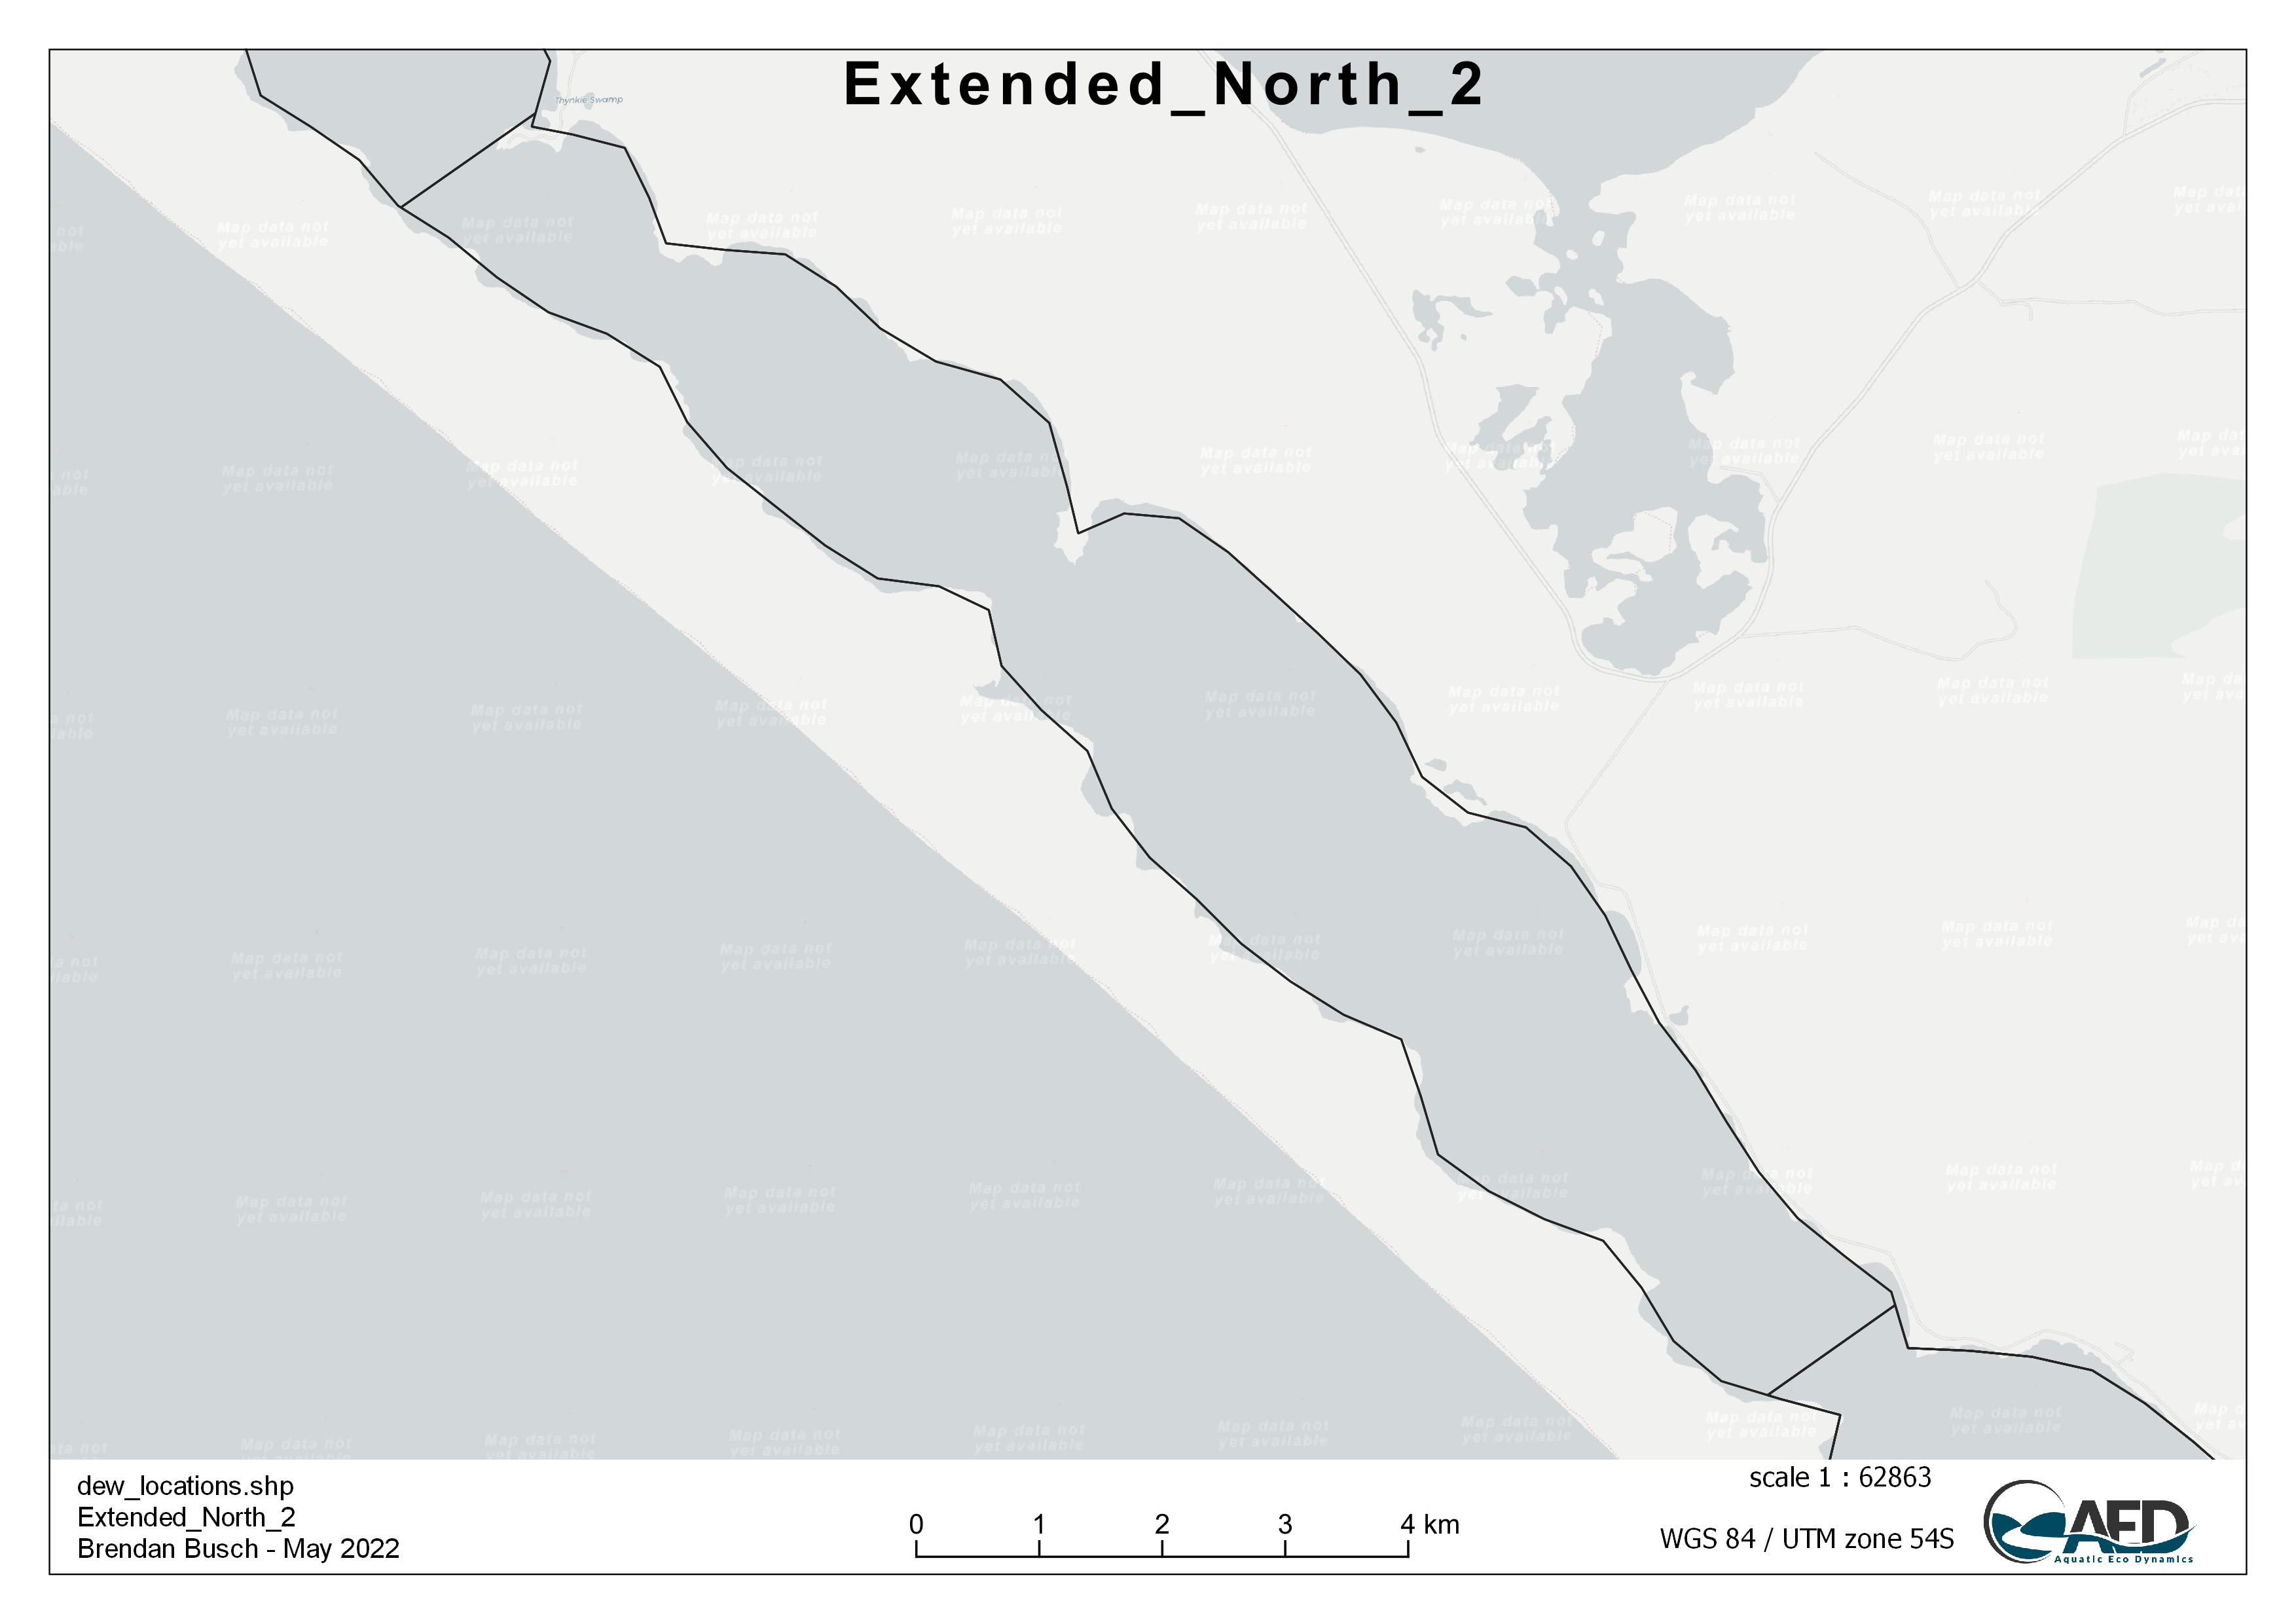 Extended_North_2
Thynkie Swamp
Map data not
yet available
dew_locations.shp
Extended_North_2
Brendan Busch - May 2022
0 1 2 3 4 km
scale 1 : 62863
WGS 84 / UTM zone 54S
AED
Aquatic Eco Dynamics